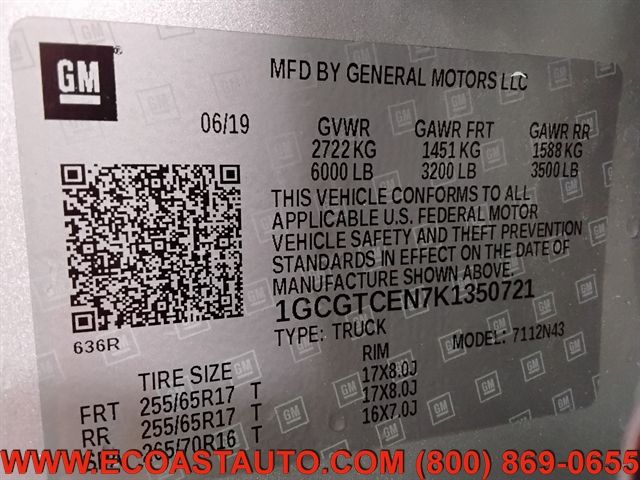 GM
MFD BY GENERAL MOTORS LLC
06/19
GVWR GAWR FRT GAWR RR
2722 KG 1451 KG 1588 KG
6000 LB 3200 LB 3500 LB
THIS VEHICLE CONFORMS TO ALL
APPLICABLE U.S. FEDERAL MOTOR
VEHICLE SAFETY AND THEFT PREVENTION
STANDARDS IN EFFECT ON THE DATE OF
MANUFACTURE SHOWN ABOVE.
1GCGTCEN7K1350721
TYPE: TRUCK MODEL: 7112N43
636R
TIRE SIZE RIM
FRT 255/65R17 T 17X8.0J
RR 255/65R17 T 17X8.0J
265/70R16 T 16X7.0J
WWW.ECOASTAUTO.COM (800) 869-0655